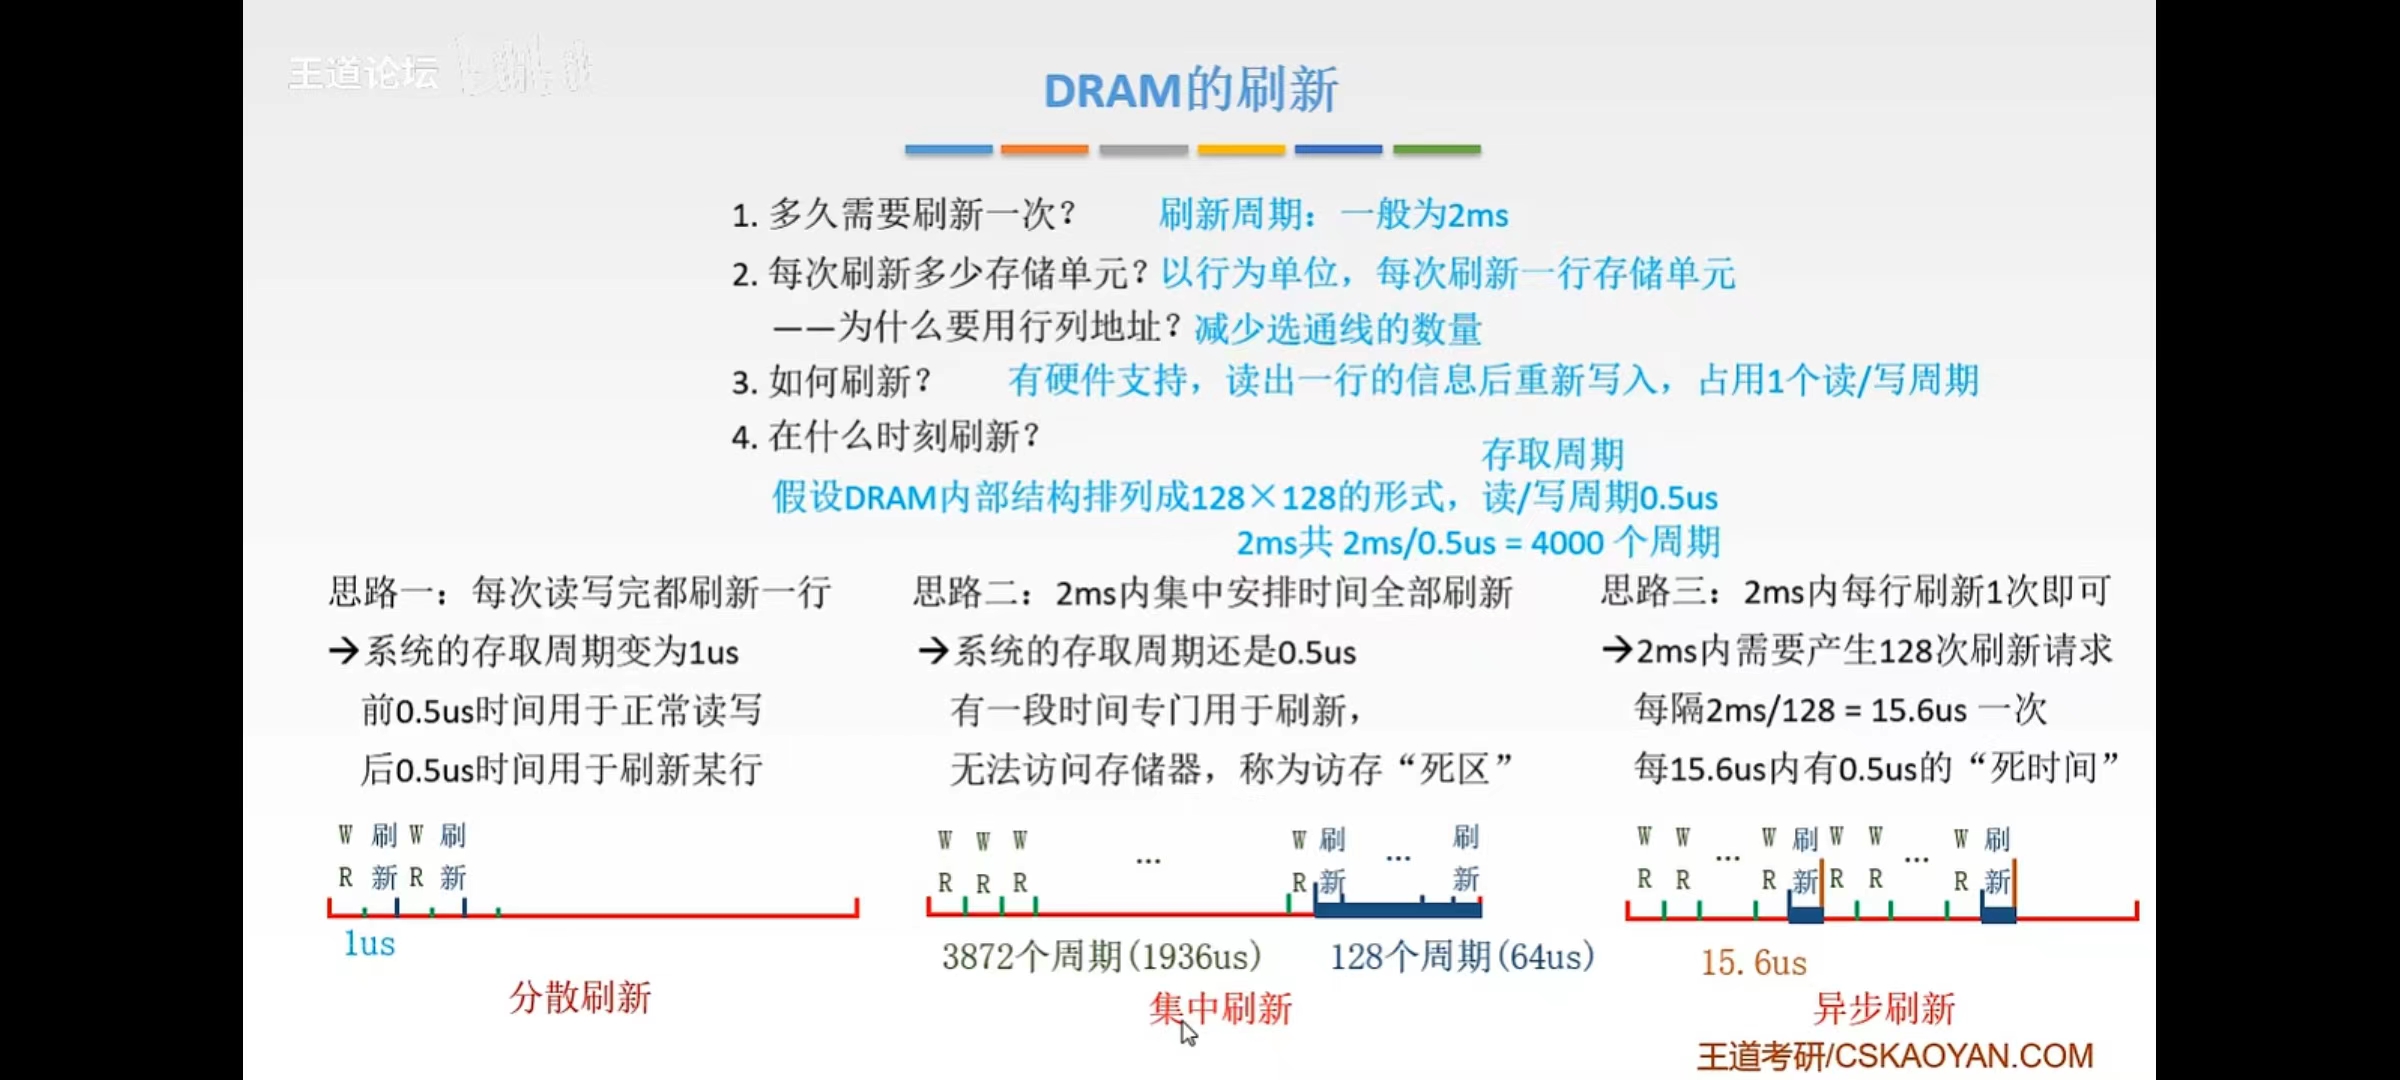 王道论坛
DRAM的刷新
1. 多久需要刷新一次？ 刷新周期：一般为2ms
2. 每次刷新多少存储单元？以行为单位，每次刷新一行存储单元
——为什么要用行列地址？减少选通线的数量
3. 如何刷新？ 有硬件支持，读出一行的信息后重新写入，占用1个读/写周期
4. 在什么时刻刷新？
存取周期
假设DRAM内部结构排列成128×128的形式，读/写周期0.5us
2ms共 2ms/0.5us = 4000 个周期
思路一：每次读写完都刷新一行
→系统的存取周期变为1us
前0.5us时间用于正常读写
后0.5us时间用于刷新某行
W 刷 W 刷
R 新 R 新
1us
分散刷新
思路二：2ms内集中安排时间全部刷新
→系统的存取周期还是0.5us
有一段时间专门用于刷新，
无法访问存储器，称为访存“死区”
W W W ... W 刷 ... 刷
R R R R 新 新
3872个周期(1936us) 128个周期(64us)
集中刷新
思路三：2ms内每行刷新1次即可
→2ms内需要产生128次刷新请求
每隔2ms/128 = 15.6us 一次
每15.6us内有0.5us的“死时间”
W W ... W 刷 W W ... W 刷
R R R 新 R R R 新
15.6us
异步刷新
王道考研/CSKAOYAN.COM